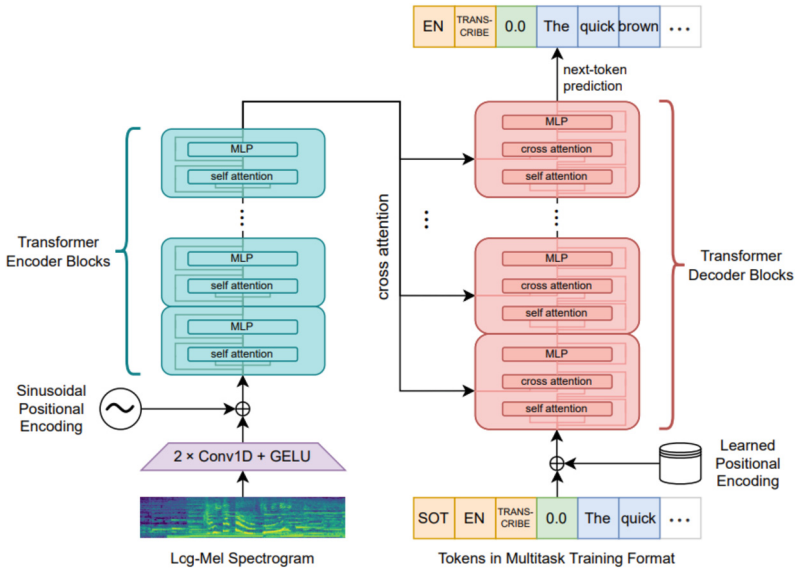 EN TRANS-CRIBE 0.0 The quick brown ...
next-token
prediction
MLP
cross attention
self attention
MLP
self attention
...
...
...
Transformer
Encoder Blocks
cross attention
Transformer
Decoder Blocks
MLP
self attention
MLP
self attention
MLP
cross attention
self attention
MLP
cross attention
self attention
Sinusoidal
Positional
Encoding
2 × Conv1D + GELU
Learned
Positional
Encoding
SOT EN TRANS-CRIBE 0.0 The quick ...
Lcg-Mel Spectrogram
Tokens in Multitask Training Format